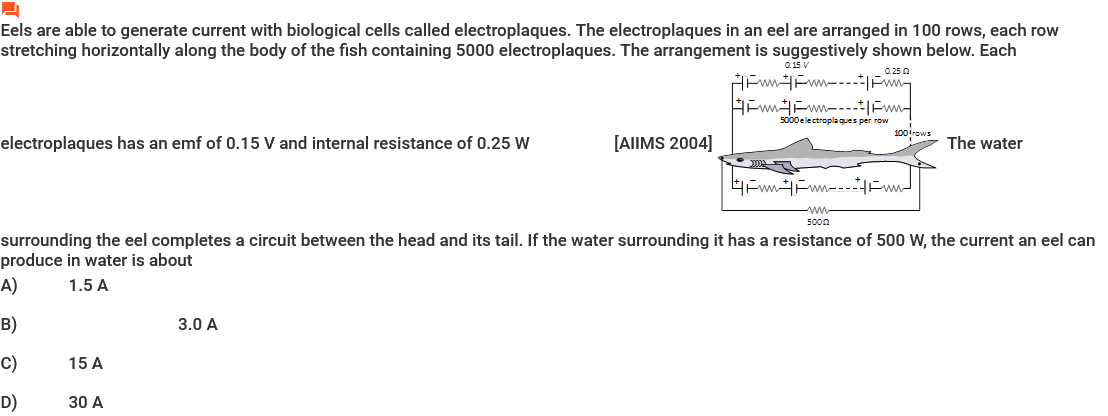 Eels are able to generate current with biological cells called electroplaques. The electroplaques in an eel are arranged in 100 rows, each row
stretching horizontally along the body of the fish containing 5000 electroplaques. The arrangement is suggestively shown below. Each
0.15 V
0.25 Ω
+ − + − + −
+ − + − + −
5000 electroplaques per row
100 rows
electroplaques has an emf of 0.15 V and internal resistance of 0.25 W [AIIMS 2004] The water
+ − + − + −
500Ω
surrounding the eel completes a circuit between the head and its tail. If the water surrounding it has a resistance of 500 W, the current an eel can
produce in water is about
A) 1.5 A
B) 3.0 A
C) 15 A
D) 30 A